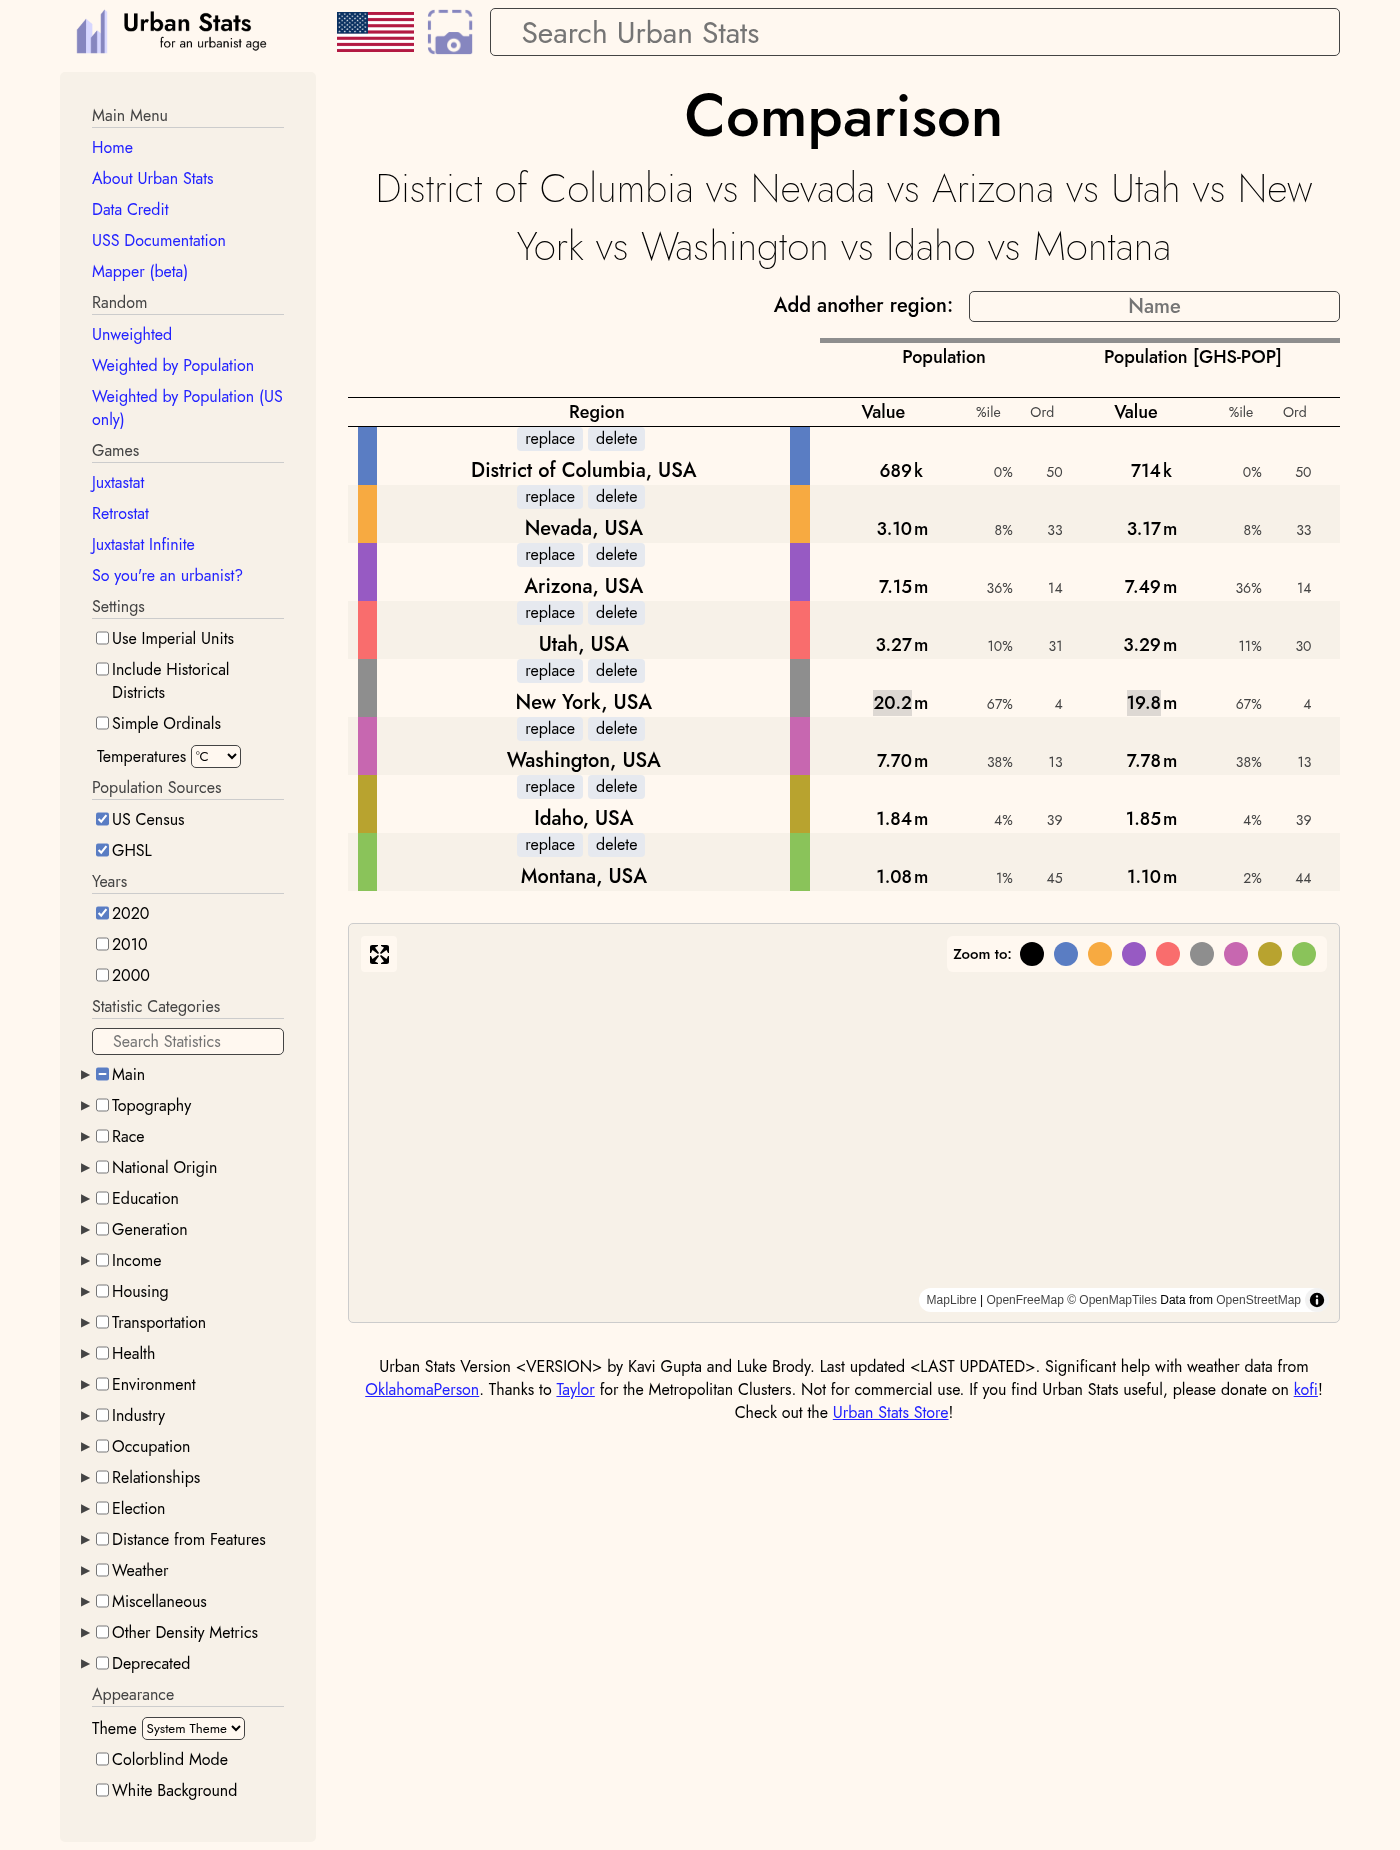 Urban Stats
for an urbanist age
Search Urban Stats
Main Menu
Home
About Urban Stats
Data Credit
USS Documentation
Mapper (beta)
Random
Unweighted
Weighted by Population
Weighted by Population (US
only)
Games
Juxtastat
Retrostat
Juxtastat Infinite
So you're an urbanist?
Settings
Use Imperial Units
Include Historical
Districts
Simple Ordinals
Temperatures °C
Population Sources
US Census
GHSL
Years
2020
2010
2000
Statistic Categories
Search Statistics
Main
Topography
Race
National Origin
Education
Generation
Income
Housing
Transportation
Health
Environment
Industry
Occupation
Relationships
Election
Distance from Features
Weather
Miscellaneous
Other Density Metrics
Deprecated
Appearance
Theme System Theme
Colorblind Mode
White Background
Comparison
District of Columbia vs Nevada vs Arizona vs Utah vs New
York vs Washington vs Idaho vs Montana
Add another region: Name
Population Population [GHS-POP]
Region Value %ile Ord Value %ile Ord
replace delete
District of Columbia, USA 689k 0% 50 714k 0% 50
replace delete
Nevada, USA 3.10m 8% 33 3.17m 8% 33
replace delete
Arizona, USA 7.15m 36% 14 7.49m 36% 14
replace delete
Utah, USA 3.27m 10% 31 3.29m 11% 30
replace delete
New York, USA 20.2m 67% 4 19.8m 67% 4
replace delete
Washington, USA 7.70m 38% 13 7.78m 38% 13
replace delete
Idaho, USA 1.84m 4% 39 1.85m 4% 39
replace delete
Montana, USA 1.08m 1% 45 1.10m 2% 44
Zoom to:
MapLibre | OpenFreeMap © OpenMapTiles Data from OpenStreetMap
Urban Stats Version <VERSION> by Kavi Gupta and Luke Brody. Last updated <LAST UPDATED>. Significant help with weather data from
OklahomaPerson. Thanks to Taylor for the Metropolitan Clusters. Not for commercial use. If you find Urban Stats useful, please donate on kofi!
Check out the Urban Stats Store!